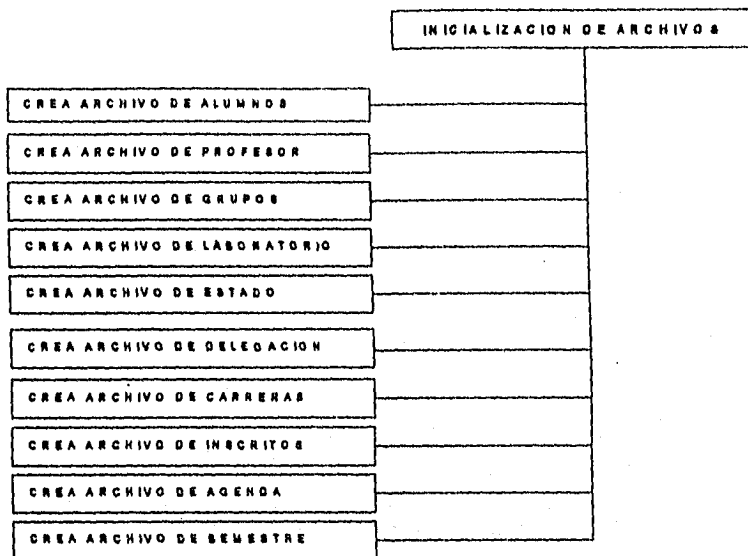 INICIALIZACION DE ARCHIVOS
CREA ARCHIVO DE ALUMNOS
CREA ARCHIVO DE PROFESOR
CREA ARCHIVO DE GRUPOS
CREA ARCHIVO DE LABORATORIO
CREA ARCHIVO DE ESTADO
CREA ARCHIVO DE DELEGACION
CREA ARCHIVO DE CARRERAS
CREA ARCHIVO DE INSCRITOS
CREA ARCHIVO DE AGENDA
CREA ARCHIVO DE SEMESTRE